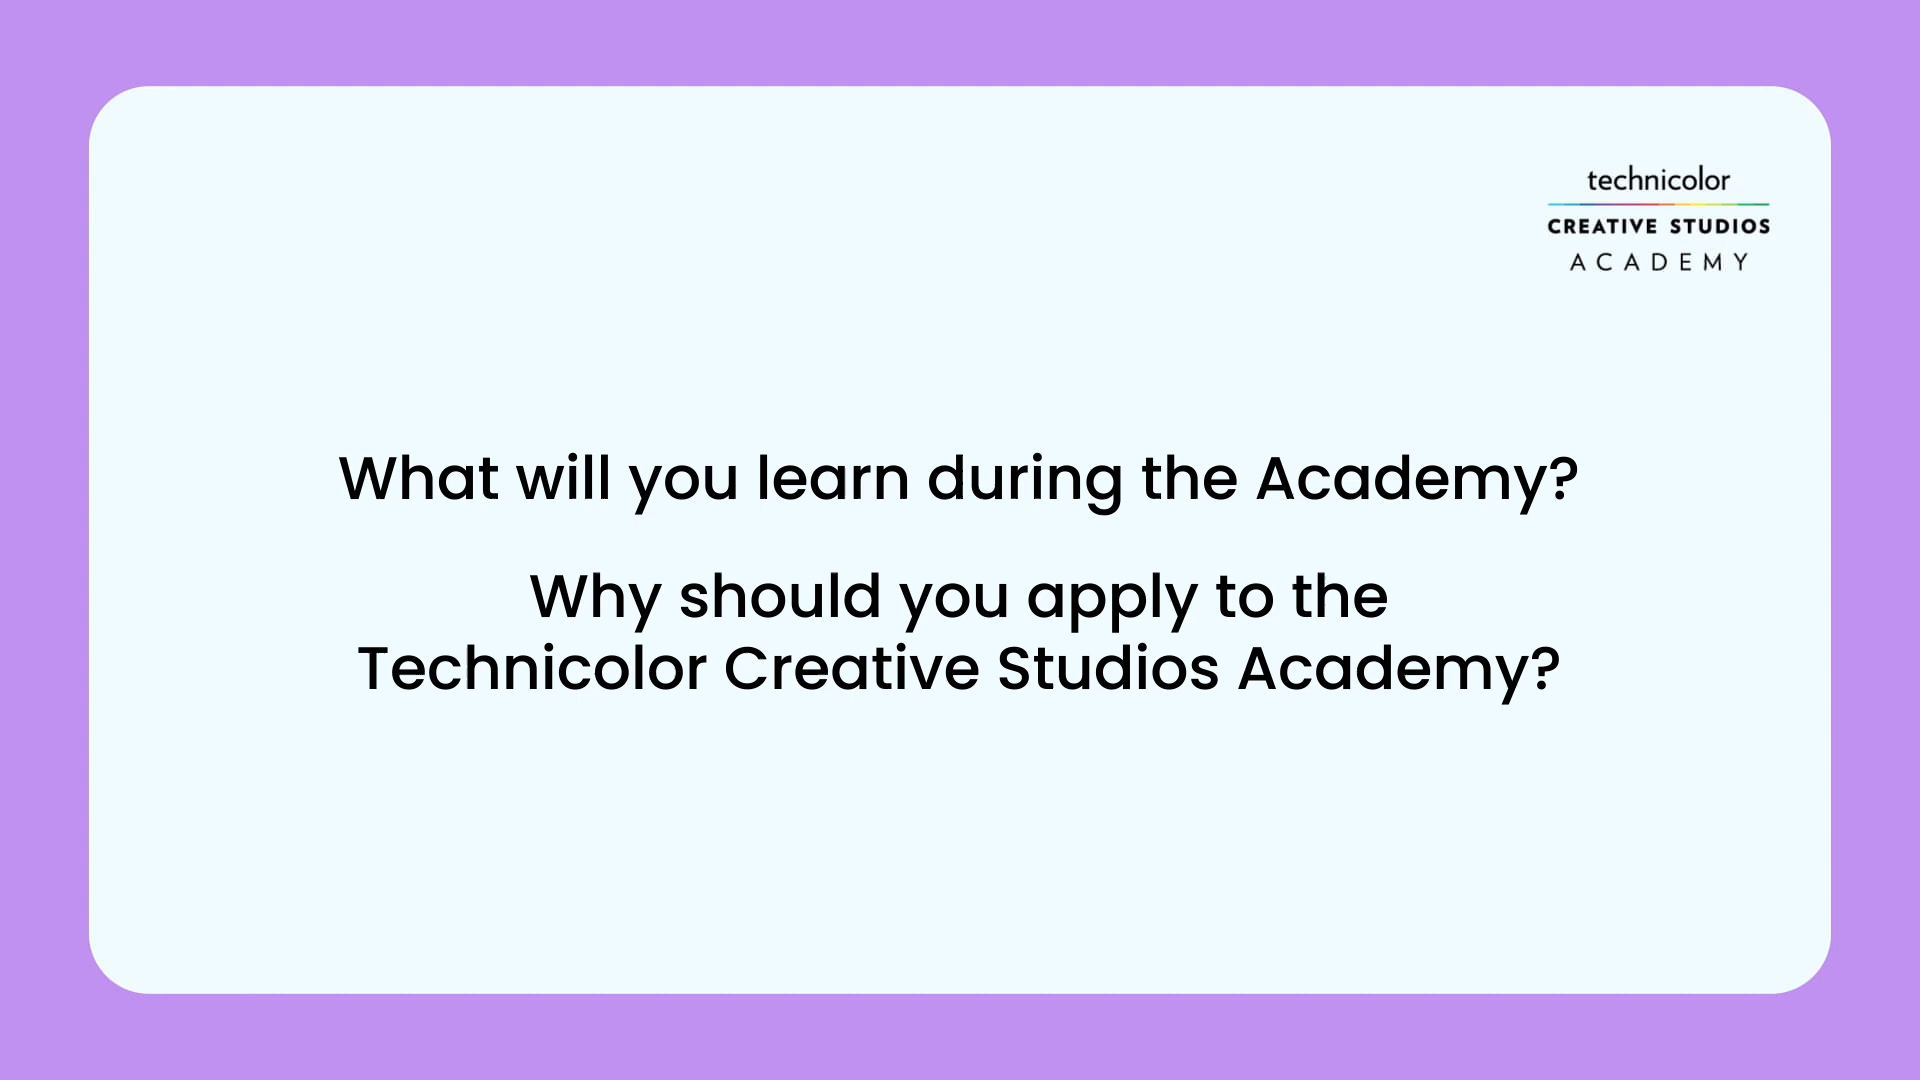 technicolor
CREATIVE STUDIOS
ACADEMY
What will you learn during the Academy?
Why should you apply to the
Technicolor Creative Studios Academy?